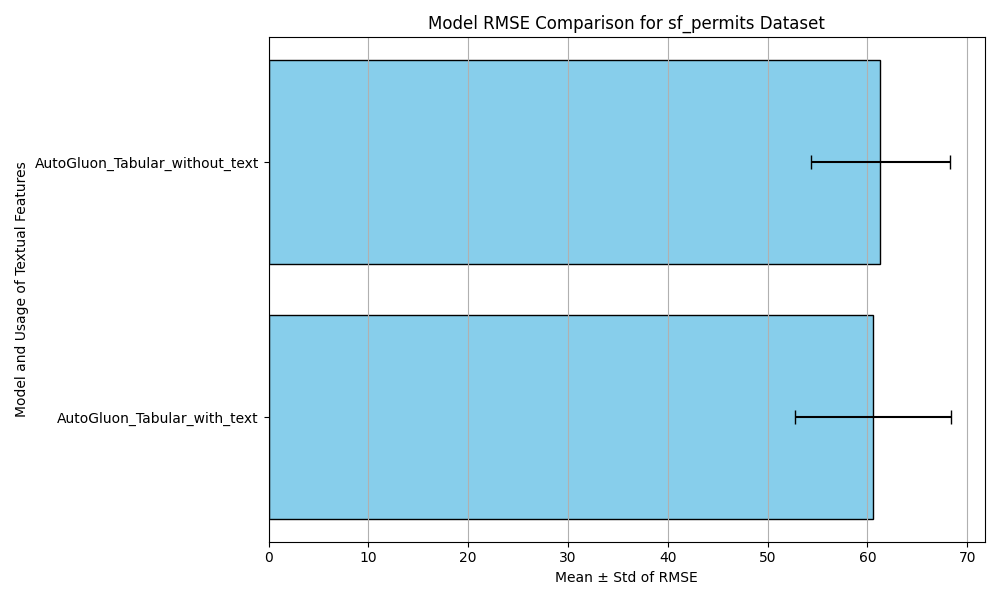 Model RMSE Comparison for sf_permits Dataset
Model and Usage of Textual Features
AutoGluon_Tabular_without_text
AutoGluon_Tabular_with_text
0 10 20 30 40 50 60 70
Mean ± Std of RMSE